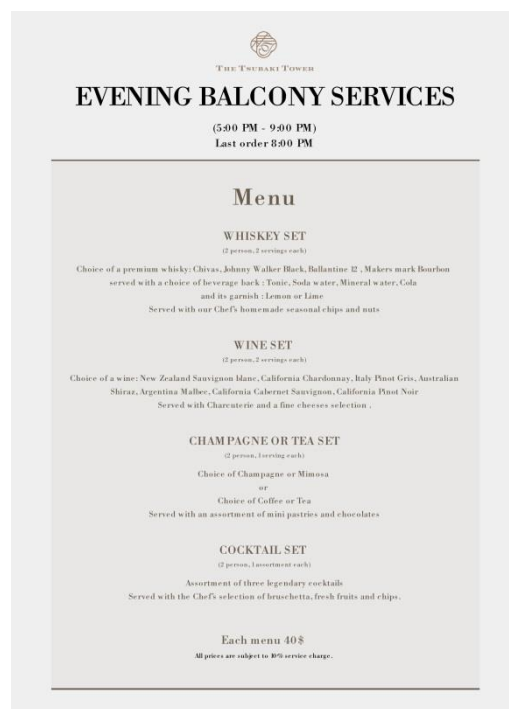 THE TSUBAKI TOWER
EVENING BALCONY SERVICES
(5:00 PM - 9:00 PM)
Last order 8:00 PM
Menu
WHISKEY SET
(2 person, 2 servings each)
Choice of a premium whisky: Chivas, Johnny Walker Black, Ballantine 12 , Makers mark Bourbon
served with a choice of beverage back : Tonic, Soda water, Mineral water, Cola
and its garnish : Lemon or Lime
Served with our Chef's homemade seasonal chips and nuts
WINE SET
(2 person, 2 servings each)
Choice of a wine: New Zealand Sauvignon blanc, California Chardonnay, Italy Pinot Gris, Australian
Shiraz, Argentina Malbec, California Cabernet Sauvignon, California Pinot Noir
Served with Charcuterie and a fine cheeses selection .
CHAMPAGNE OR TEA SET
(2 person, 1 serving each)
Choice of Champagne or Mimosa
or
Choice of Coffee or Tea
Served with an assortment of mini pastries and chocolates
COCKTAIL SET
(2 person, 1 assortment each)
Assortment of three legendary cocktails
Served with the Chef's selection of bruschetta, fresh fruits and chips.
Each menu 40$
All prices are subject to 10% service charge.